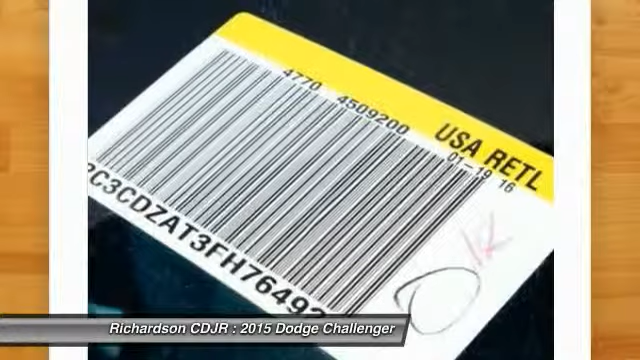 4770 4509200
USA RETL
01-19 16
2C3CDZAT3FH76492
Richardson CDJR : 2015 Dodge Challenger